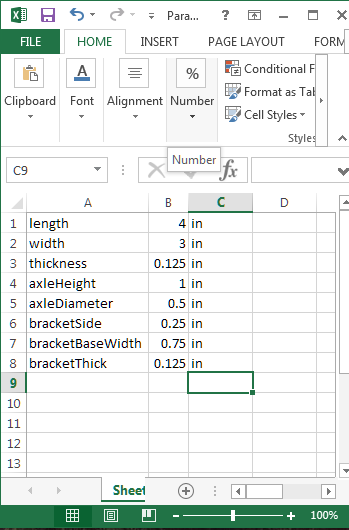 Para...
FILE HOME INSERT PAGE LAYOUT FORM
Clipboard Font Alignment % Number
Conditional F
Format as Tab
Cell Styles
Styles
Number
C9 fx
A B C D
1 length 4 in
2 width 3 in
3 thickness 0.125 in
4 axleHeight 1 in
5 axleDiameter 0.5 in
6 bracketSide 0.25 in
7 bracketBaseWidth 0.75 in
8 bracketThick 0.125 in
9
10
11
12
13
Sheet
100%